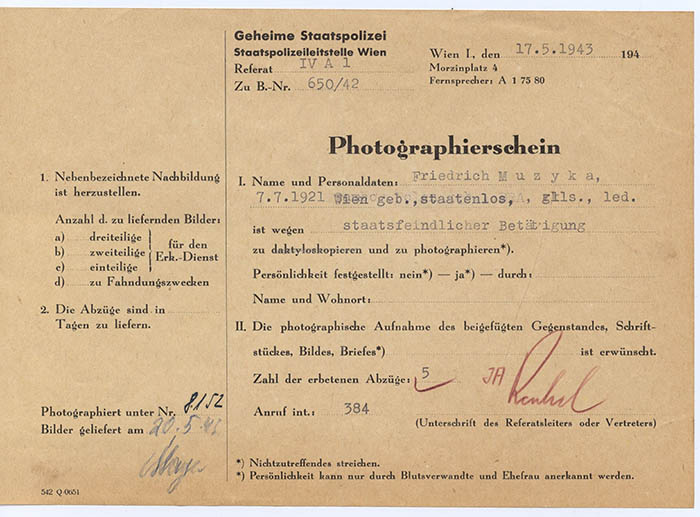 Geheime Staatspolizei
Staatspolizeileitstelle Wien
Referat IV A 1
Zu B.-Nr. 650/42
Wien I., den 17.5.1943 194
Morzinplatz 4
Fernsprecher: A 1 75 80
Photographierschein
1. Nebenbezeichnete Nachbildung
ist herzustellen.
Anzahl d. zu liefernden Bilder:
a) dreiteilige
b) zweiteilige
c) einteilige
für den
Erk.-Dienst
d) zu Fahndungszwecken
2. Die Abzüge sind in
Tagen zu liefern.
Photographiert unter Nr. 8152
Bilder geliefert am 20.5.
542 Q 0651
I. Name und Personaldaten: Friedrich Muzyka,
7.7.1921 Wien geb., staatenlos, glls., led.
ist wegen staatsfeindlicher Betätigung
zu daktyloskopieren und zu photographieren*).
Persönlichkeit festgestellt: nein*) — ja*) — durch:
Name und Wohnort:
II. Die photographische Aufnahme des beigefügten Gegenstandes, Schrift-
stückes, Bildes, Briefes*) ist erwünscht.
Zahl der erbetenen Abzüge: 5
Anruf int.: 384
(Unterschrift des Referatsleiters oder Vertreters)
*) Nichtzutreffendes streichen.
*) Persönlichkeit kann nur durch Blutsverwandte und Ehefrau anerkannt werden.